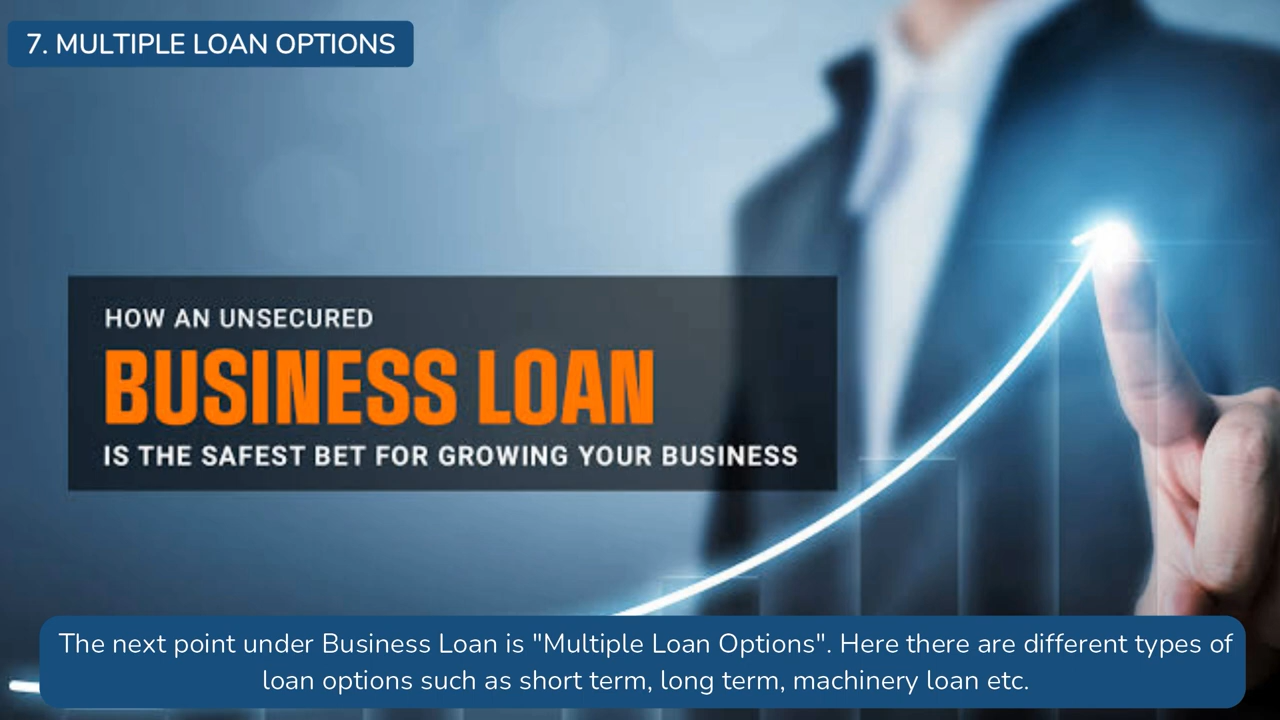 7. MULTIPLE LOAN OPTIONS
HOW AN UNSECURED
BUSINESS LOAN
IS THE SAFEST BET FOR GROWING YOUR BUSINESS
The next point under Business Loan is "Multiple Loan Options". Here there are different types of
loan options such as short term, long term, machinery loan etc.